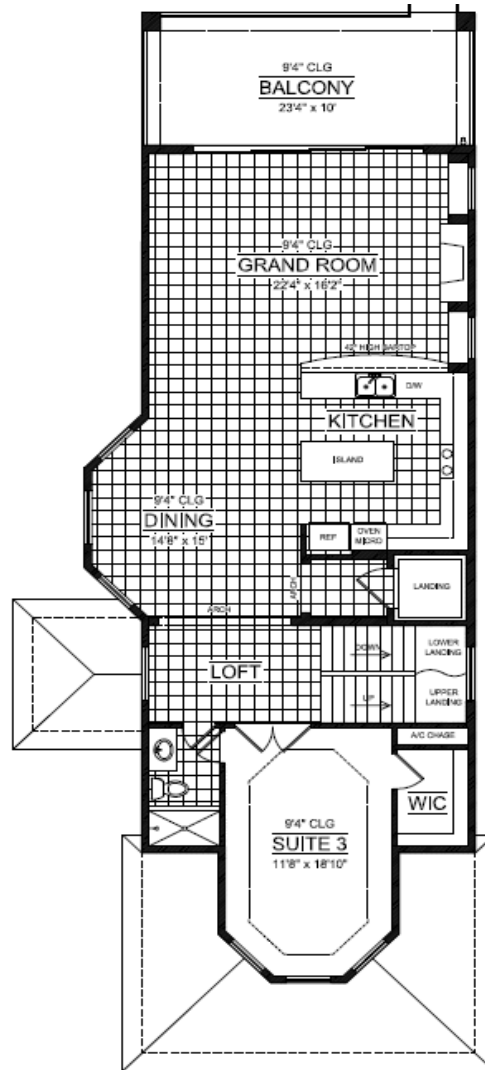 9'4" CLG
BALCONY
23'4" x 10'
9'4" CLG
GRAND ROOM
22'4" x 16'2"
42" HIGH BARTOP
D/W
KITCHEN
ISLAND
9'4" CLG
DINING
14'8" x 15'
REF
OVEN
MICRO
ARCH
LANDING
ARCH
DOWN
LOWER
LANDING
LOFT
UP
UPPER
LANDING
A/C CHASE
WIC
9'4" CLG
SUITE 3
11'8" x 18'10"